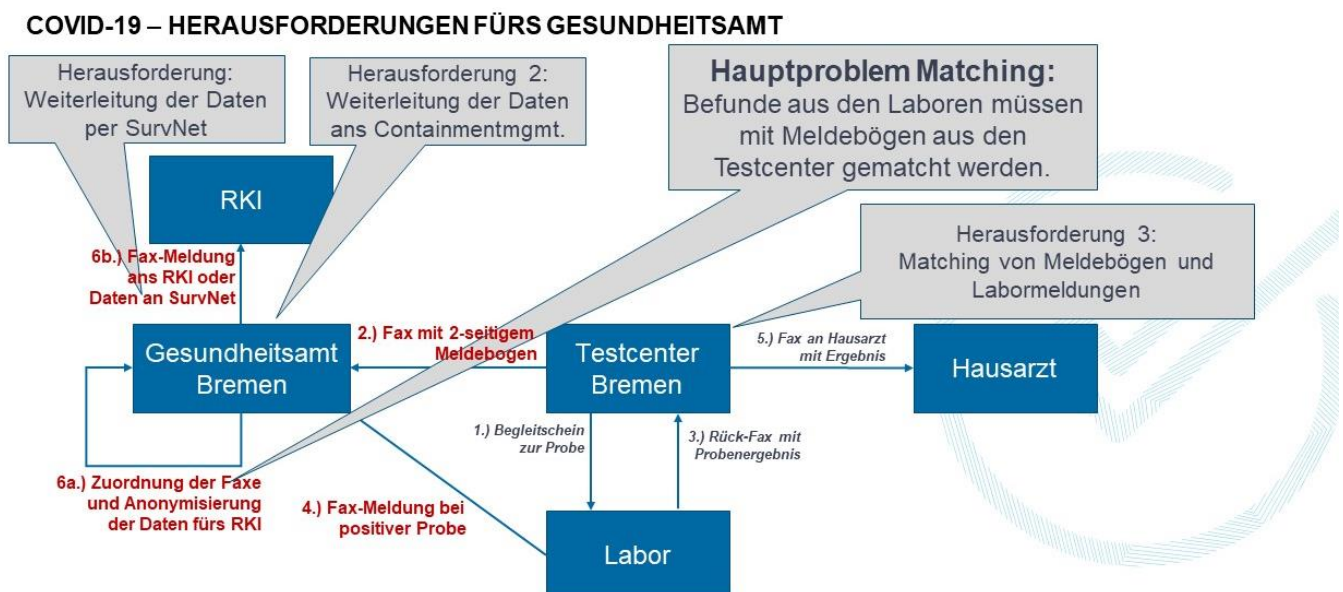 COVID-19 – HERAUSFORDERUNGEN FÜRS GESUNDHEITSAMT
Herausforderung:
Weiterleitung der Daten
per SurvNet
Herausforderung 2:
Weiterleitung der Daten
ans Containmentmgmt.
Hauptproblem Matching:
Befunde aus den Laboren müssen
mit Meldebögen aus den
Testcenter gematcht werden.
RKI
Herausforderung 3:
Matching von Meldebögen und
Labormeldungen
6b.) Fax-Meldung
ans RKI oder
Daten an SurvNet
Gesundheitsamt
Bremen
2.) Fax mit 2-seitigem
Meldebogen
Testcenter
Bremen
5.) Fax an Hausarzt
mit Ergebnis
Hausarzt
1.) Begleitschein
zur Probe
3.) Rück-Fax mit
Probenergebnis
6a.) Zuordnung der Faxe
und Anonymisierung
der Daten fürs RKI
4.) Fax-Meldung bei
positiver Probe
Labor